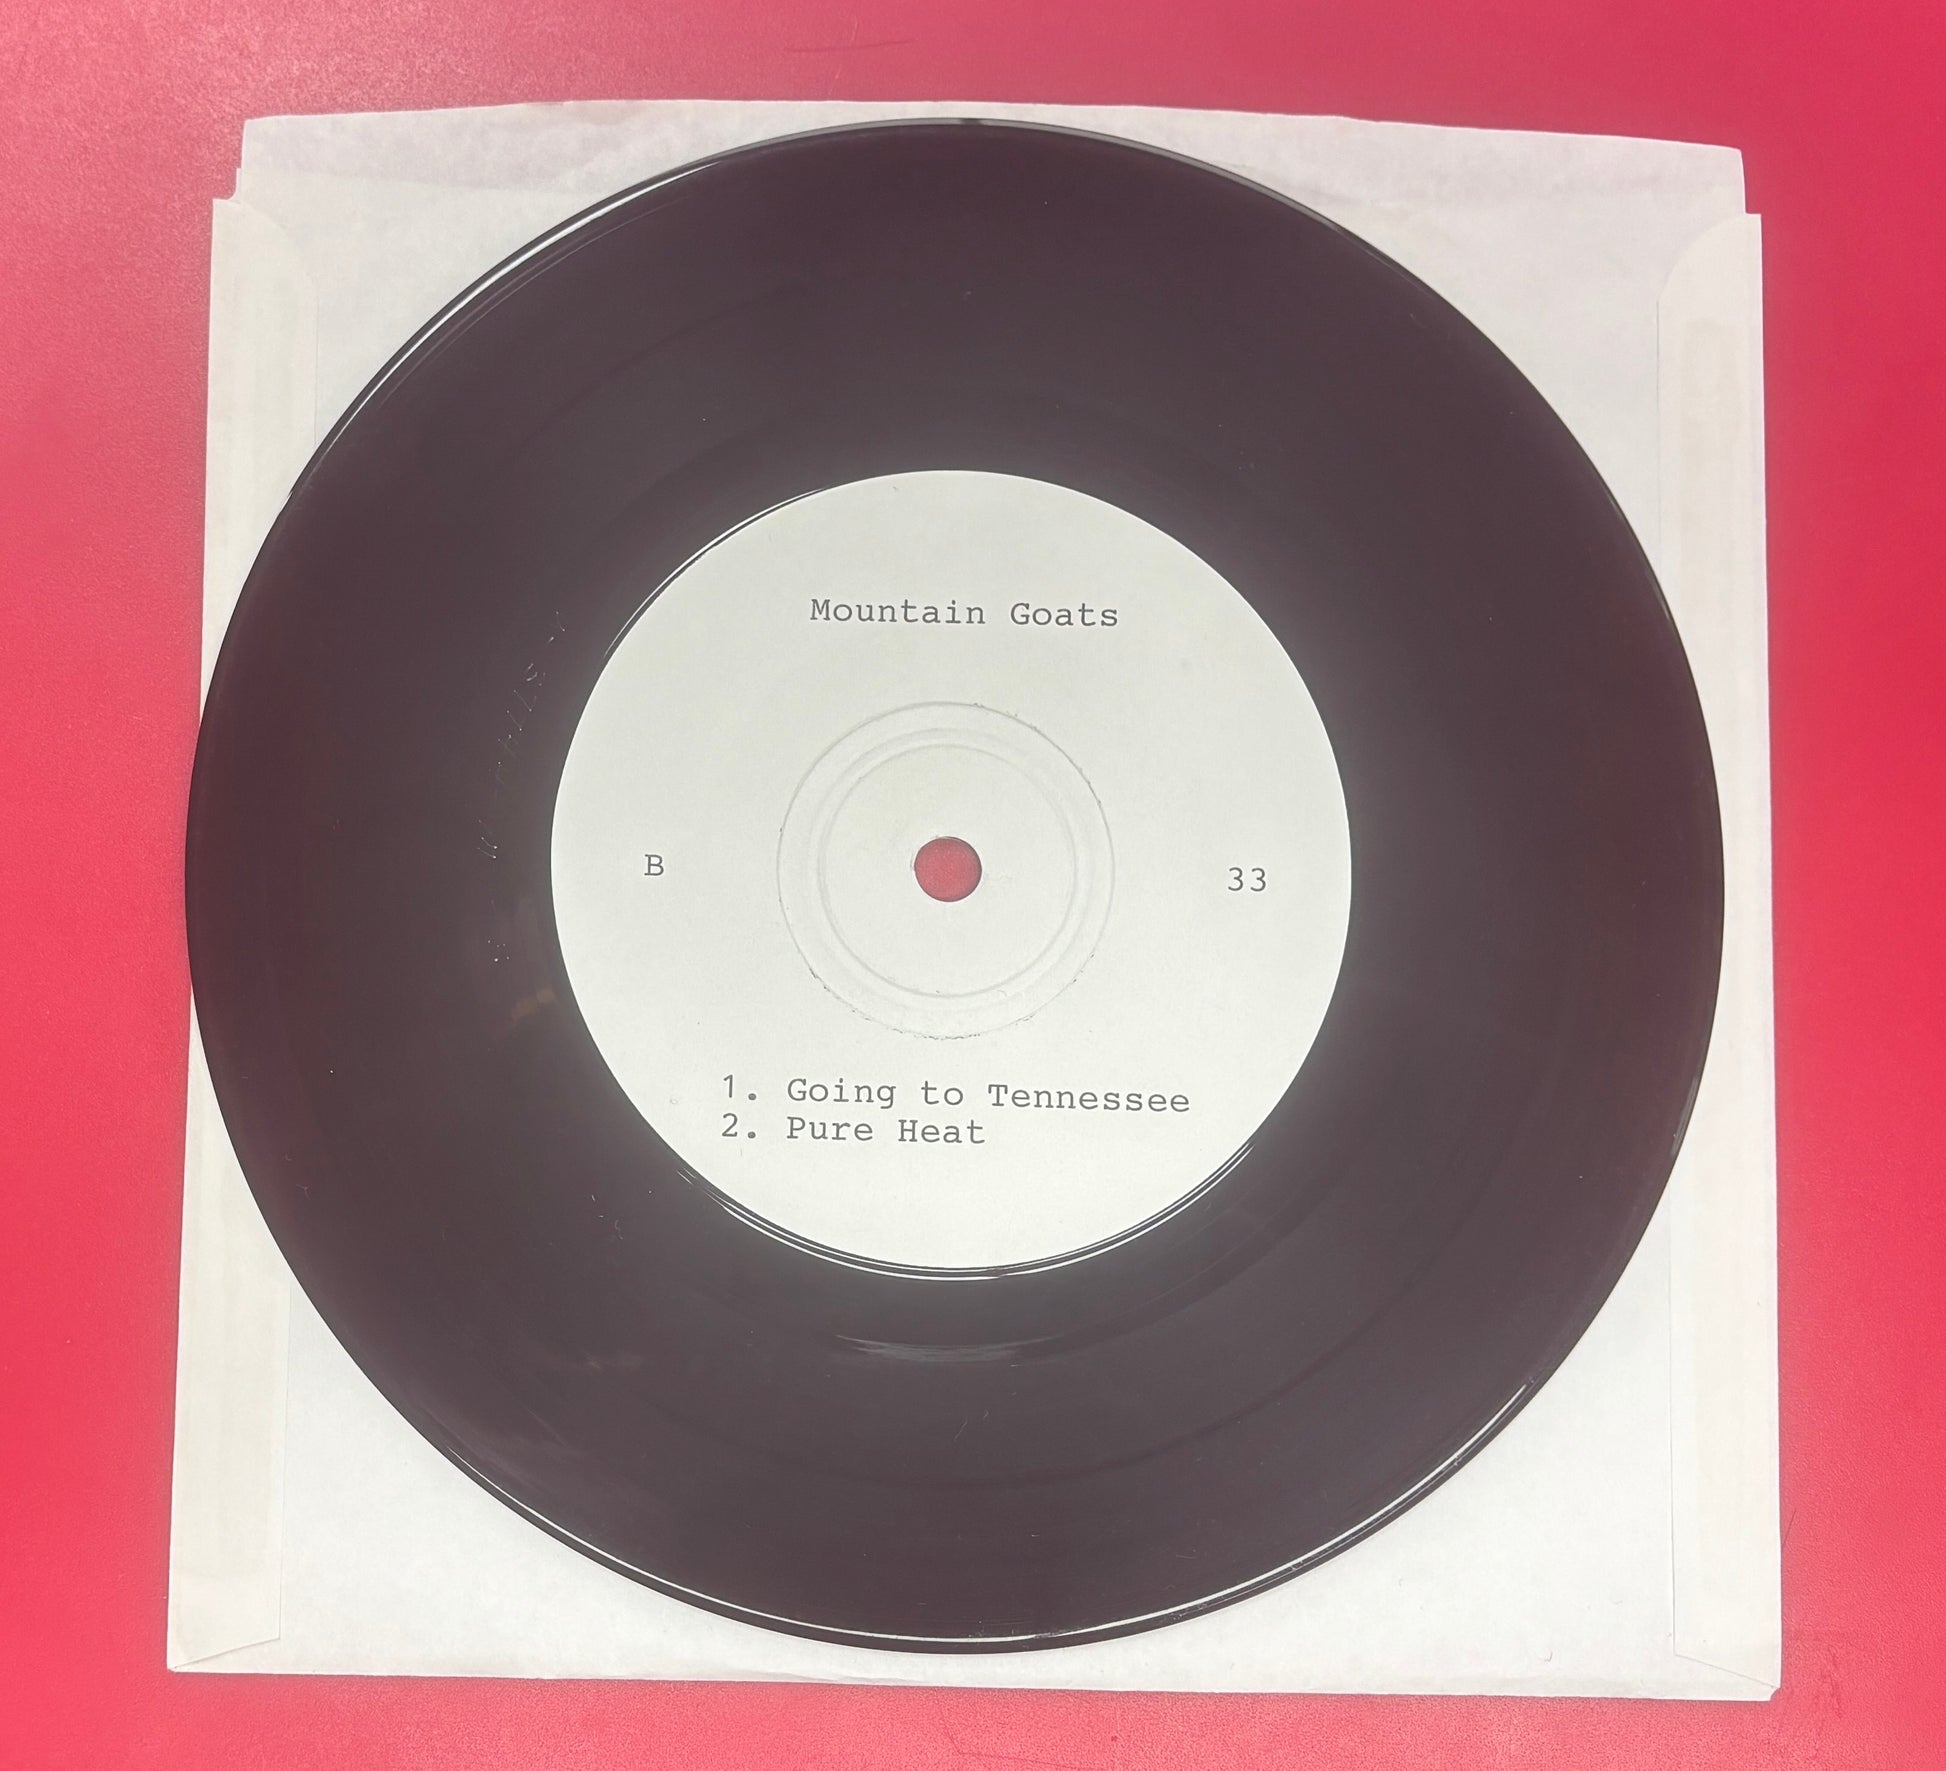 Mountain Goats
B
33
1. Going to Tennessee
2. Pure Heat